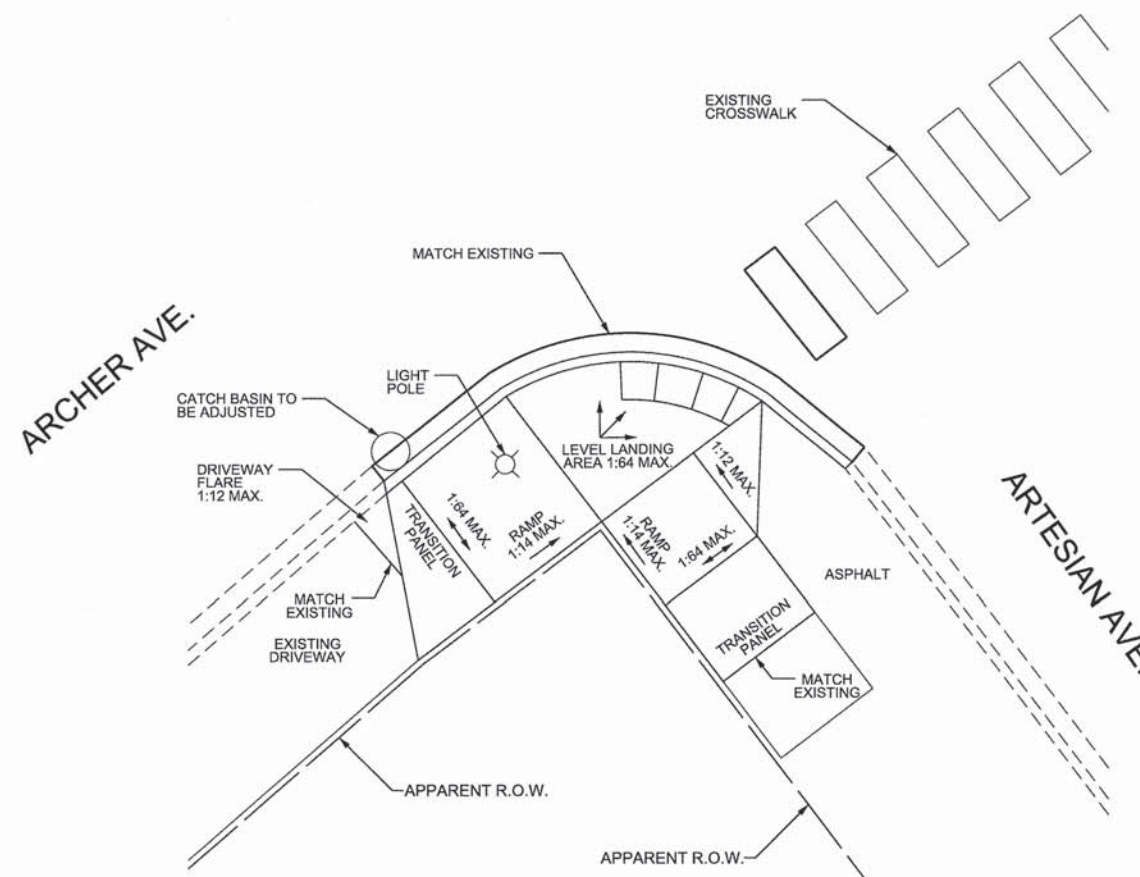 EXISTING
CROSSWALK
MATCH EXISTING
ARCHER AVE.
LIGHT
POLE
CATCH BASIN TO
BE ADJUSTED
LEVEL LANDING
AREA 1:64 MAX.
DRIVEWAY
FLARE
1:12 MAX.
1:12 MAX.
1:64 MAX.
TRANSITION
PANEL
RAMP
1:14 MAX.
RAMP
1:14 MAX.
1:64 MAX.
ASPHALT
ARTESIAN AVE.
MATCH
EXISTING
EXISTING
DRIVEWAY
TRANSITION
PANEL
MATCH
EXISTING
APPARENT R.O.W.
APPARENT R.O.W.